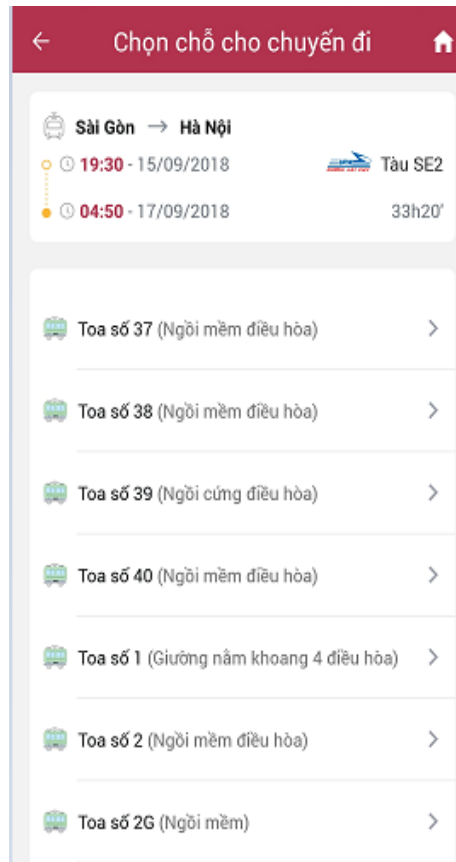 Chọn chỗ cho chuyến đi
Sài Gòn → Hà Nội
19:30 - 15/09/2018 Tàu SE2
04:50 - 17/09/2018 33h20'
Toa số 37 (Ngồi mềm điều hòa)
Toa số 38 (Ngồi mềm điều hòa)
Toa số 39 (Ngồi cứng điều hòa)
Toa số 40 (Ngồi mềm điều hòa)
Toa số 1 (Giường nằm khoang 4 điều hòa)
Toa số 2 (Ngồi mềm điều hòa)
Toa số 2G (Ngồi mềm)